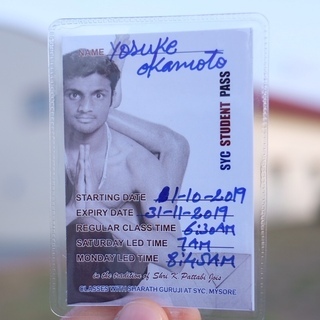 NAME Yosuke
Okamoto
SYC STUDENT PASS
STARTING DATE 01-10-2019
EXPIRY DATE 31-11-2019
REGULAR CLASS TIME 6:30AM
SATURDAY LED TIME 7AM
MONDAY LED TIME 8:45AM
in the tradition of Shri K Pattabi Jois
CLASSES WITH SHARATH GURUJI AT SYC, MYSORE